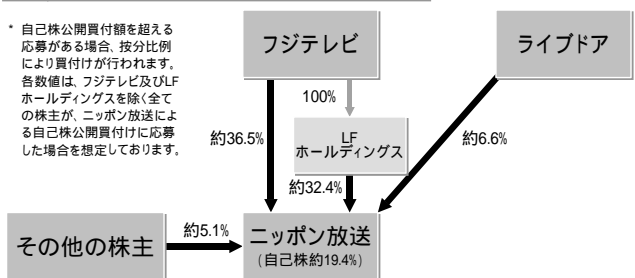 * 自己株公開買付額を超える
応募がある場合、按分比例
により買付けが行われます。
各数値は、フジテレビ及びLF
ホールディングスを除く全て
の株主が、ニッポン放送によ
る自己株公開買付けに応募
した場合を想定しております。
フジテレビ
ライブドア
100%
約36.5%
LF
ホールディングス
約6.6%
約32.4%
その他の株主
約5.1%
ニッポン放送
(自己株約19.4%)